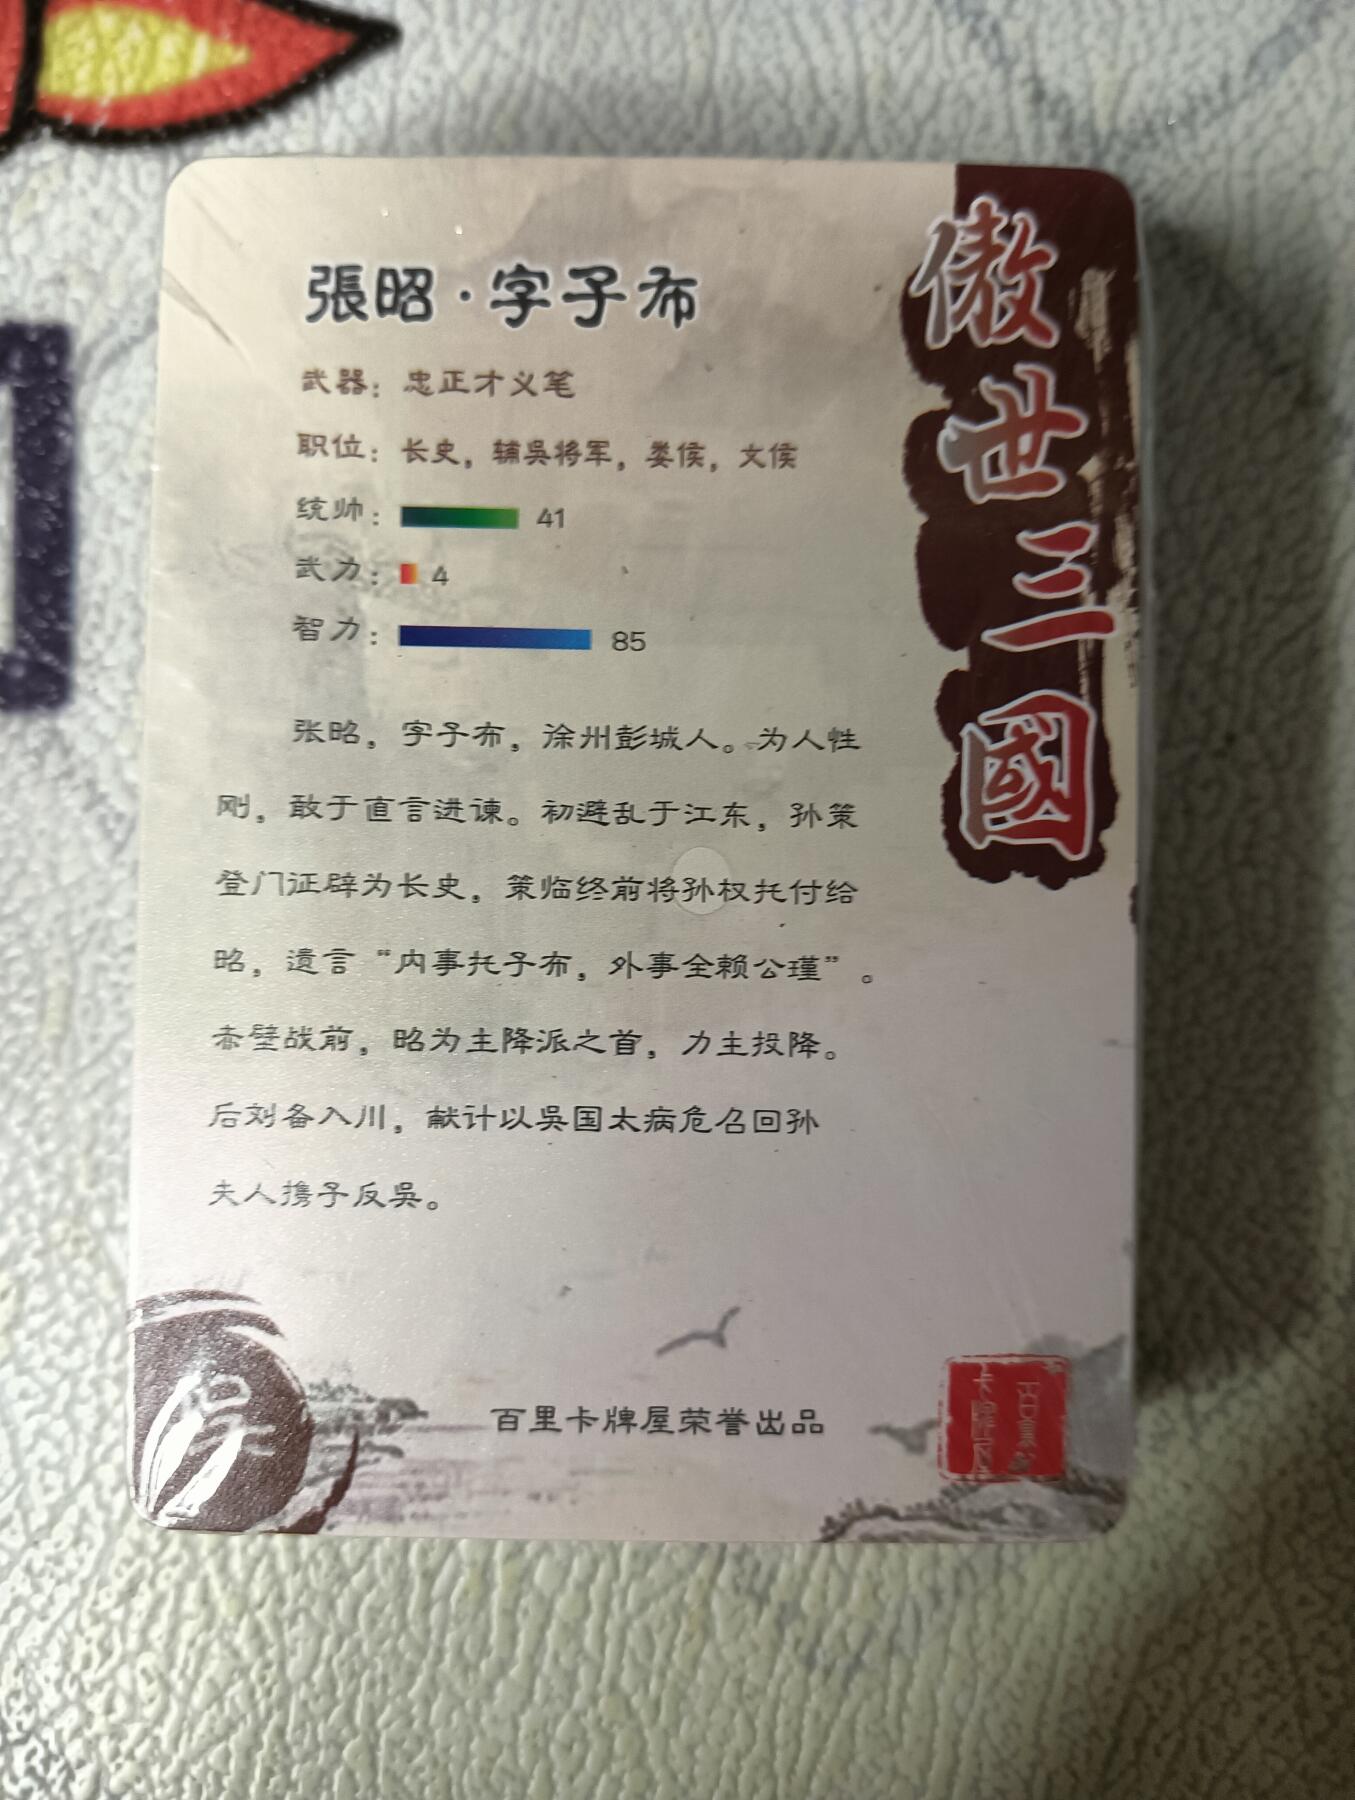 張昭·字子布
武器：忠正才义笔
职位：长史，辅吳将军，娄侯，文侯
统帅：41
武力：4
智力：85
张昭，字子布，涂州彭城人。为人性
刚，敢于直言进谏。初避乱于江东，孙策
登门证辟为长史，策临终前将孙权托付给
昭，遗言“内事托子布，外事全赖公瑾”。
赤壁战前，昭为主降派之首，力主投降。
后刘备入川，献计以吳国太病危召回孙
夫人携子反吳。
傲世三國
吳
百里卡牌屋荣誉出品